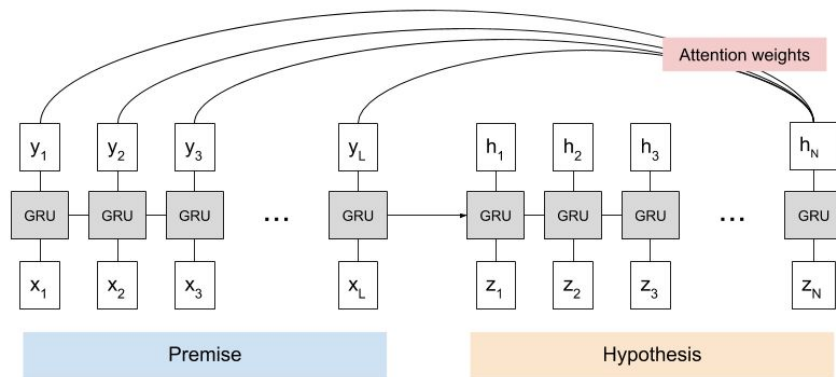 Attention weights
y1 y2 y3 yL h1 h2 h3 hN
GRU GRU GRU ... GRU GRU GRU GRU ... GRU
x1 x2 x3 xL z1 z2 z3 zN
Premise Hypothesis